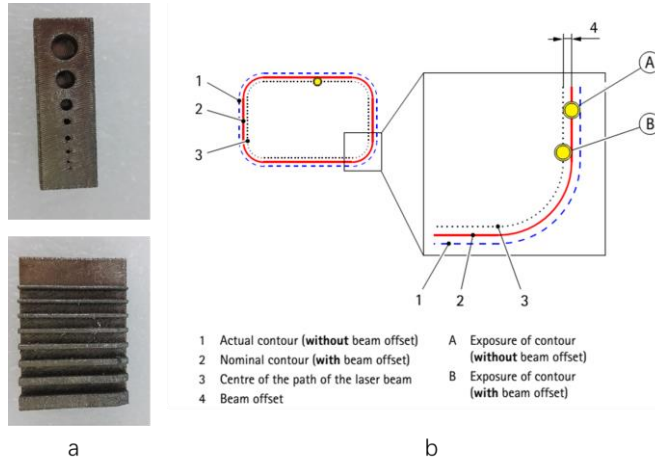 4
A
B
1
2
3
1
2
3
1 Actual contour (without beam offset)
2 Nominal contour (with beam offset)
3 Centre of the path of the laser beam
4 Beam offset
A Exposure of contour
(without beam offset)
B Exposure of contour
(with beam offset)
a
b